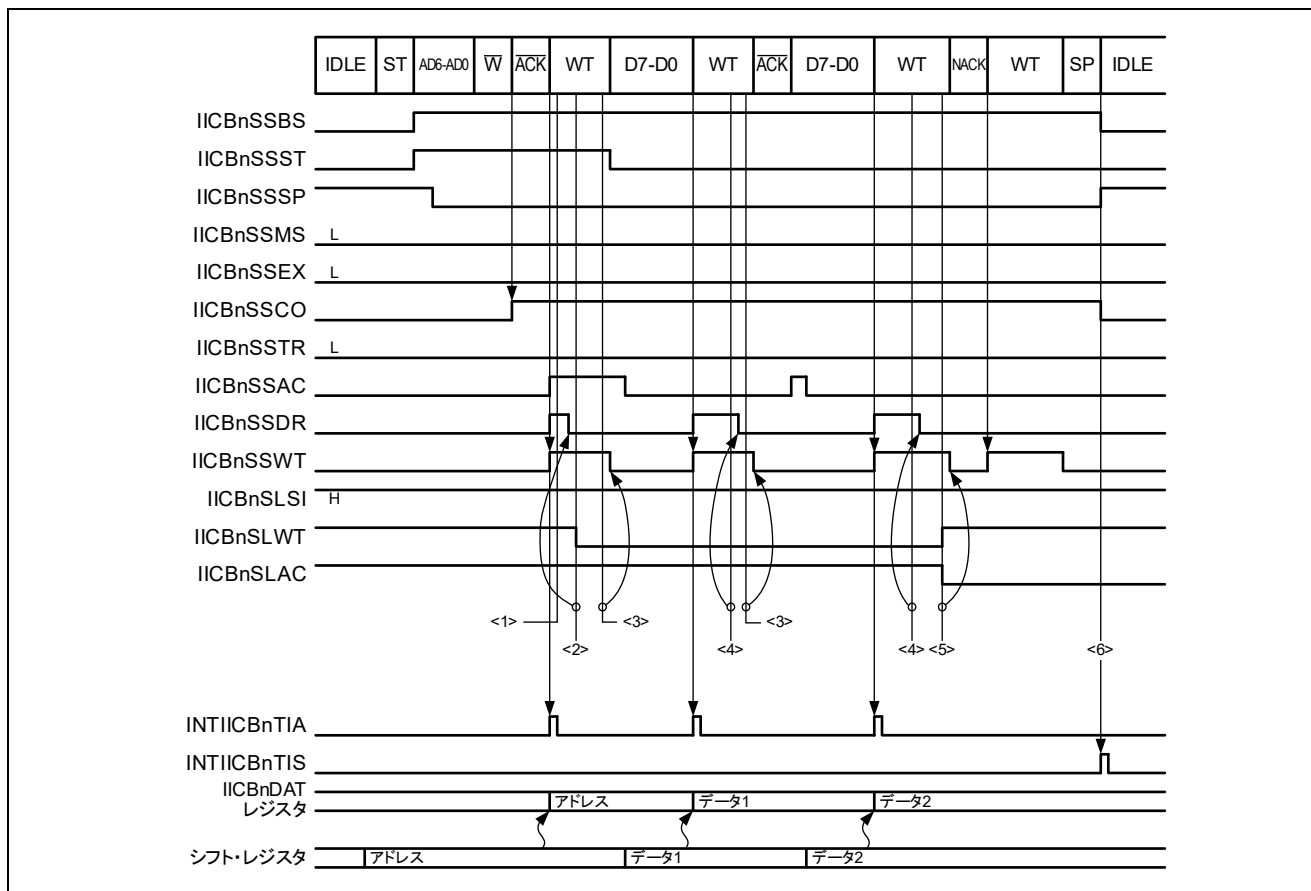 IDLE ST AD6-AD0 W ACK WT D7-D0 WT ACK D7-D0 WT NACK WT SP IDLE
IICBnSSBS
IICBnSSST
IICBnSSSP
IICBnSSMS L
IICBnSSEX L
IICBnSSCO
IICBnSSTR L
IICBnSSAC
IICBnSSDR
IICBnSSWT
IICBnSLSI H
IICBnSLWT
IICBnSLAC
<1> <3> <3>
<2> <4> <4> <5> <6>
INTIICBnTIA
INTIICBnTIS
IICBnDAT
レジスタ アドレス データ1 データ2
シフト・レジスタ アドレス データ1 データ2